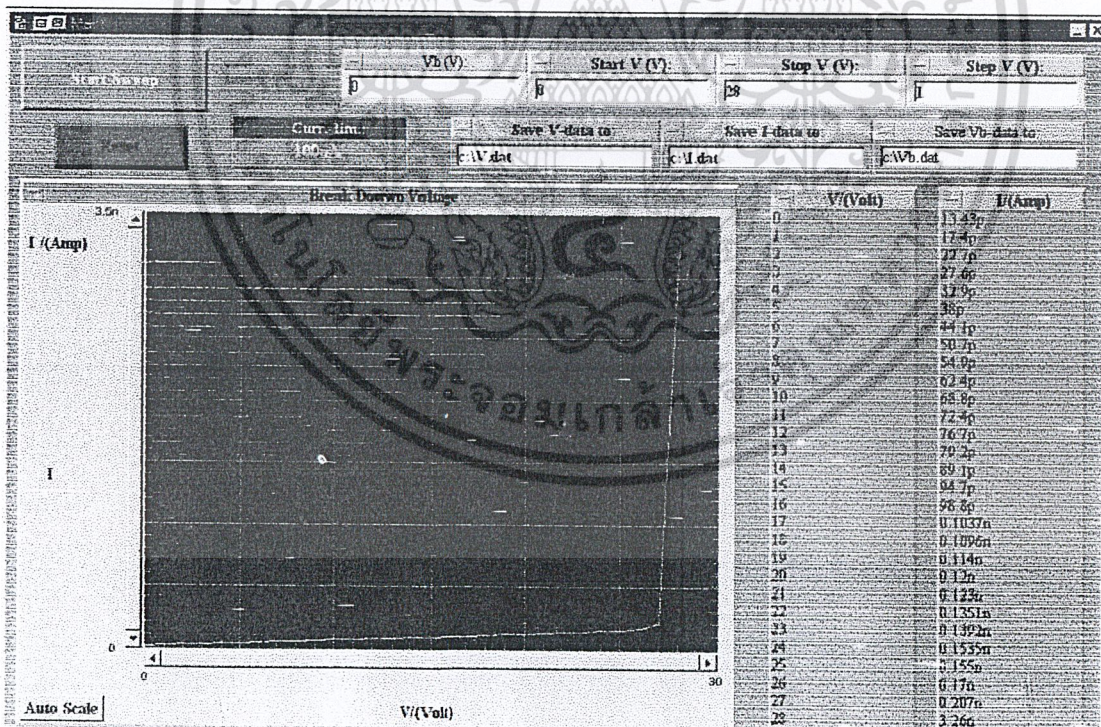 Start Sweep
Vb (V):
0
Start V (V):
0
Stop V (V):
28
Step V (V):
1
Reset
Curr. lim.:
Save V-data to
c:\V.dat
Save I-data to
c:\I.dat
Save Vb-data to
c:\Vb.dat
Break Dowwn Voltage
I /(Amp)
3.5n
I
0
0
30
V/(Volt)
Auto Scale
V/(Volt) I/(Amp)
0 13.43p
1 17.4p
2 22.7p
3 27.6p
4 32.9p
5 38p
6 44.1p
7 50.7p
8 54.9p
9 62.4p
10 68.8p
11 72.4p
12 76.7p
13 79.2p
14 89.1p
15 94.7p
16 98.8p
17 0.1037n
18 0.1096n
19 0.114n
20 0.12n
21 0.123n
22 0.1351n
23 0.1392n
24 0.1535n
25 0.155n
26 0.17n
27 0.207n
28 3.26n